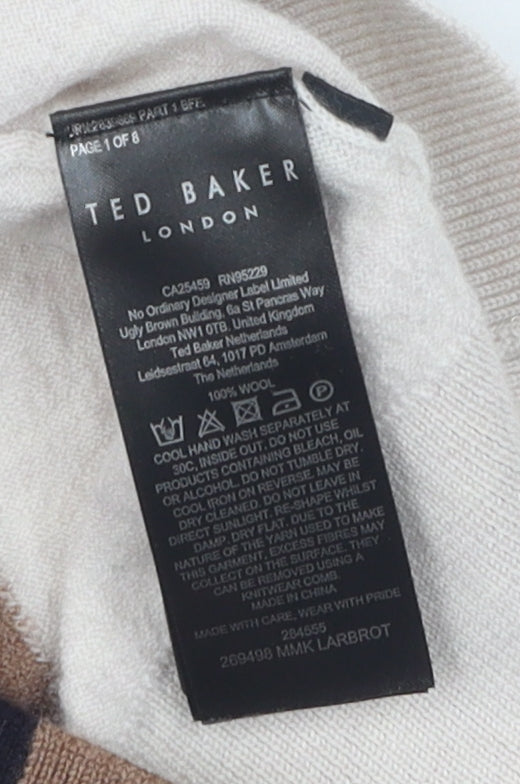 PART 1 BFE
PAGE 1 OF 8
TED BAKER
LONDON
CA25459 RN95229
No Ordinary Designer Label Limited
Ugly Brown Building, 6a St Pancras Way
London NW1 0TB, United Kingdom
Ted Baker Netherlands
Leidsestraat 64, 1017 PD Amsterdam
The Netherlands
100% WOOL
COOL HAND WASH SEPARATELY AT
30C, INSIDE OUT. DO NOT USE
PRODUCTS CONTAINING BLEACH, OIL
OR ALCOHOL. DO NOT TUMBLE DRY.
COOL IRON ON REVERSE. MAY BE
DRY CLEANED. DO NOT LEAVE IN
DIRECT SUNLIGHT. RE-SHAPE WHILST
DAMP. DRY FLAT. DUE TO THE
NATURE OF THE YARN USED TO MAKE
THIS GARMENT, EXCESS FIBRES MAY
COLLECT ON THE SURFACE. THEY
CAN BE REMOVED USING A
KNITWEAR COMB.
MADE IN CHINA
MADE WITH CARE, WEAR WITH PRIDE
284555
269498 MMK LARBROT